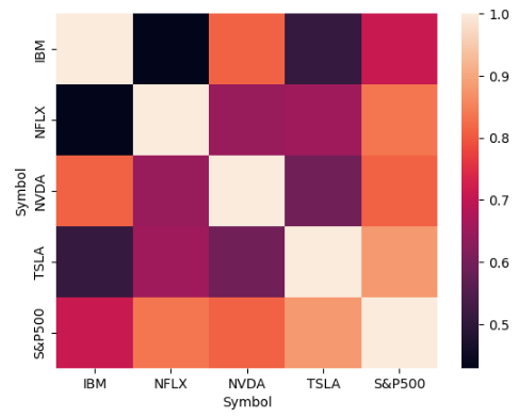 IBM
NFLX
NVDA
TSLA
S&P500
Symbol
IBM NFLX NVDA TSLA S&P500
Symbol
1.0
0.9
0.8
0.7
0.6
0.5